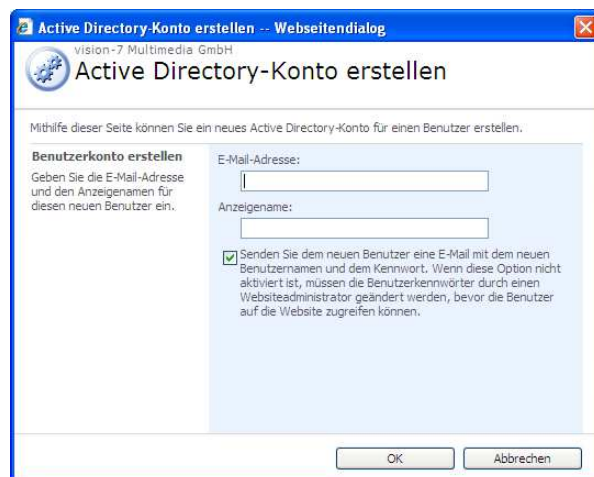 Active Directory-Konto erstellen -- Webseitendialog
vision-7 Multimedia GmbH
Active Directory-Konto erstellen
Mithilfe dieser Seite können Sie ein neues Active Directory-Konto für einen Benutzer erstellen.
Benutzerkonto erstellen
Geben Sie die E-Mail-Adresse
und den Anzeigenamen für
diesen neuen Benutzer ein.
E-Mail-Adresse:
Anzeigename:
Senden Sie dem neuen Benutzer eine E-Mail mit dem neuen
Benutzernamen und dem Kennwort. Wenn diese Option nicht
aktiviert ist, müssen die Benutzerkennwörter durch einen
Websiteadministrator geändert werden, bevor die Benutzer
auf die Website zugreifen können.
OK
Abbrechen